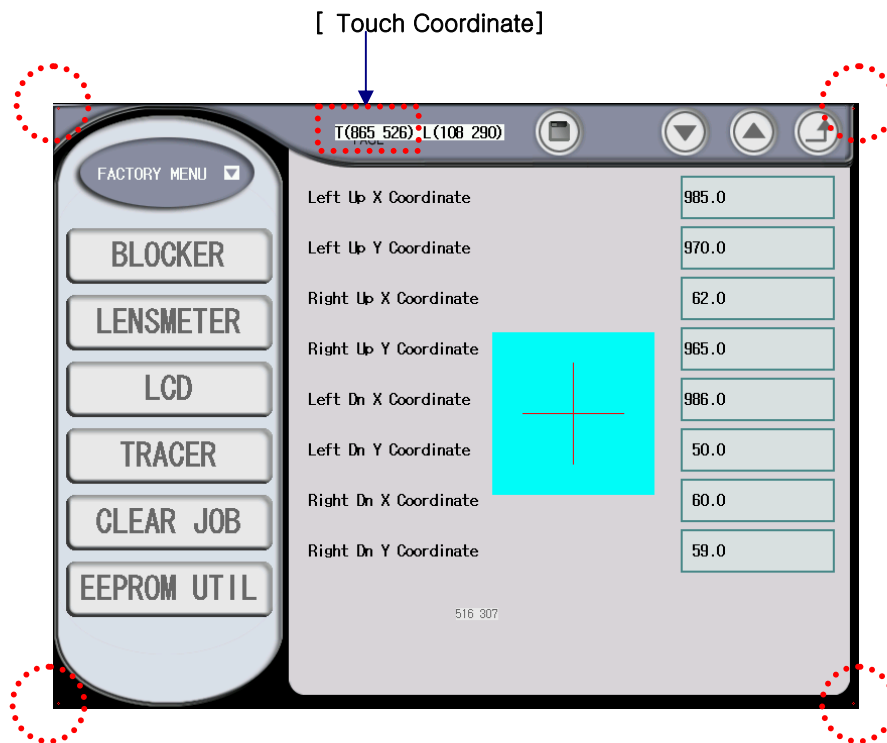 [ Touch Coordinate]
T(865 526) L(108 290)
PAGE
FACTORY MENU
BLOCKER
LENSMETER
LCD
TRACER
CLEAR JOB
EEPROM UTIL
Left Up X Coordinate 985.0
Left Up Y Coordinate 970.0
Right Up X Coordinate 62.0
Right Up Y Coordinate 965.0
Left Dn X Coordinate 986.0
Left Dn Y Coordinate 50.0
Right Dn X Coordinate 60.0
Right Dn Y Coordinate 59.0
516 307